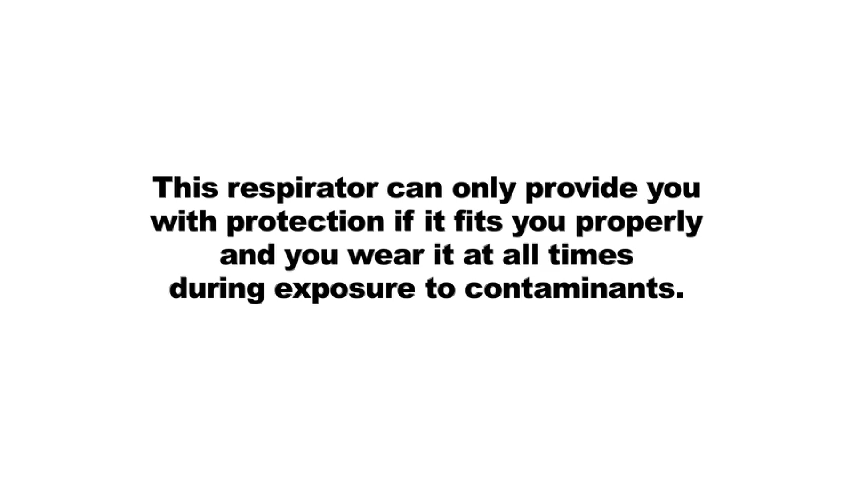 This respirator can only provide you
with protection if it fits you properly
and you wear it at all times
during exposure to contaminants.